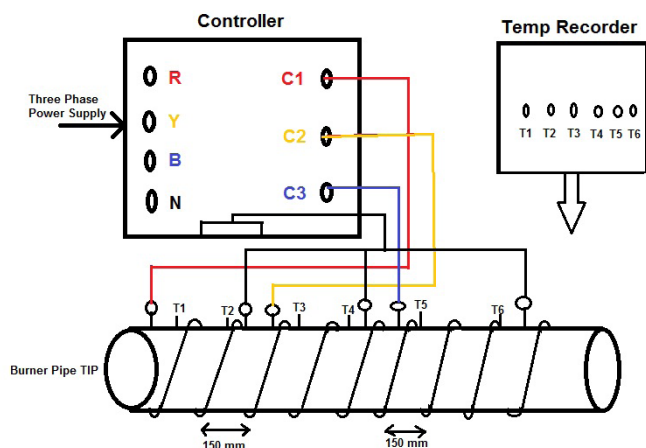 Controller
Temp Recorder
R
C1
Three Phase
Power Supply
Y
C2
B
C3
N
T1 T2 T3 T4 T5 T6
T1 T2 T3 T4 T5 T6
Burner Pipe TIP
150 mm
150 mm